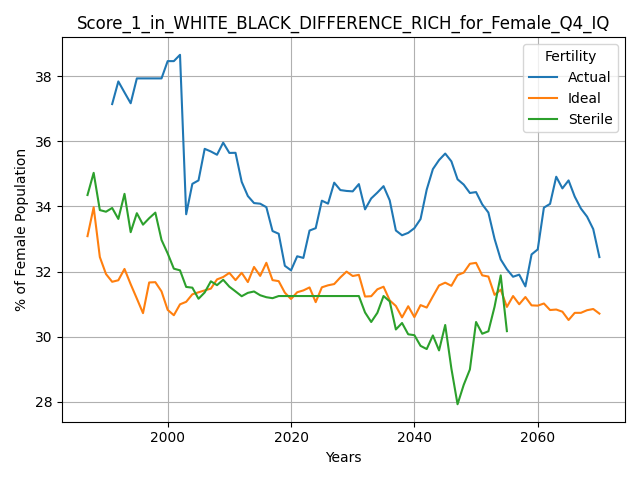 Score_1_in_WHITE_BLACK_DIFFERENCE_RICH_for_Female_Q4_IQ
Fertility
Actual
Ideal
Sterile
% of Female Population
38
36
34
32
30
28
2000
2020
2040
2060
Years